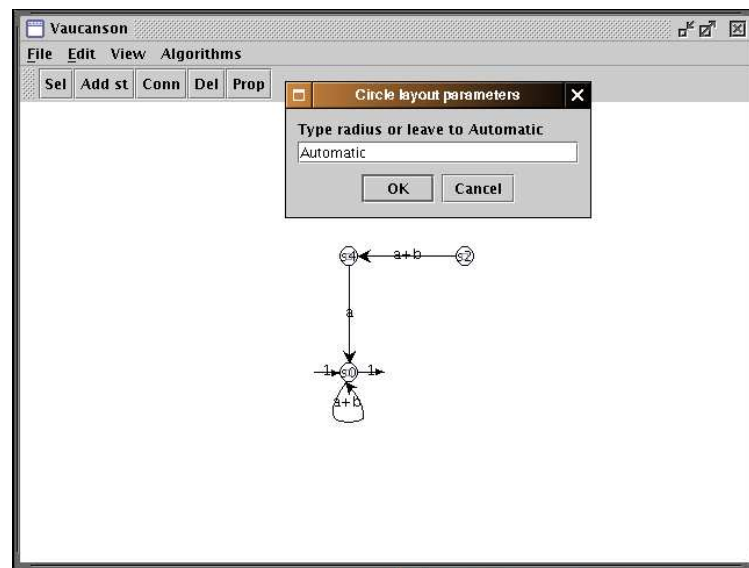 Vaucanson
File Edit View Algorithms
Sel Add st Conn Del Prop
Circle layout parameters
Type radius or leave to Automatic
Automatic
OK Cancel
s4 a+b s2
a
1 s0 1
a+b